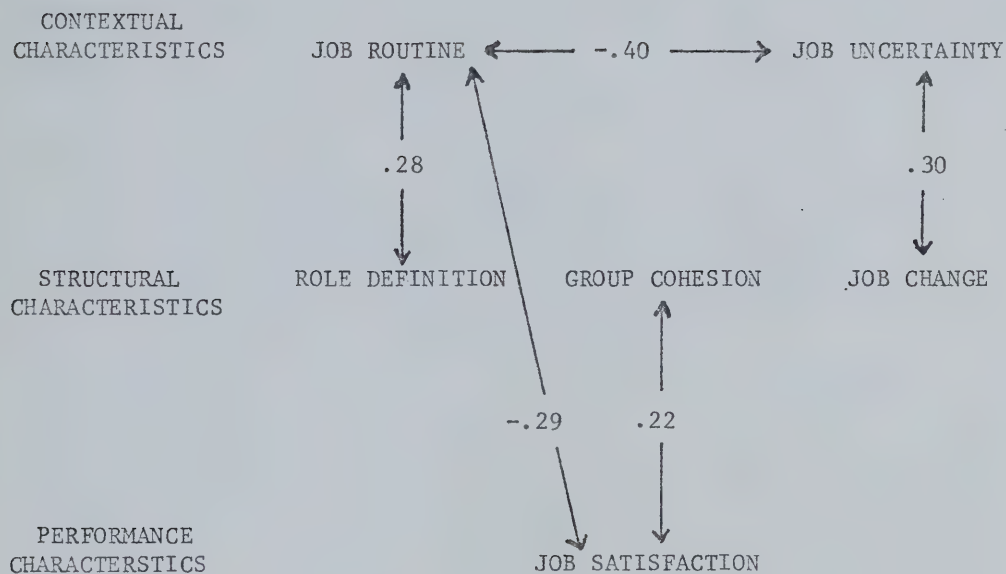 CONTEXTUAL
CHARACTERISTICS JOB ROUTINE -.40 JOB UNCERTAINTY
.28 .30
STRUCTURAL
CHARACTERISTICS ROLE DEFINITION GROUP COHESION JOB CHANGE
-.29 .22
PERFORMANCE
CHARACTERSTICS JOB SATISFACTION